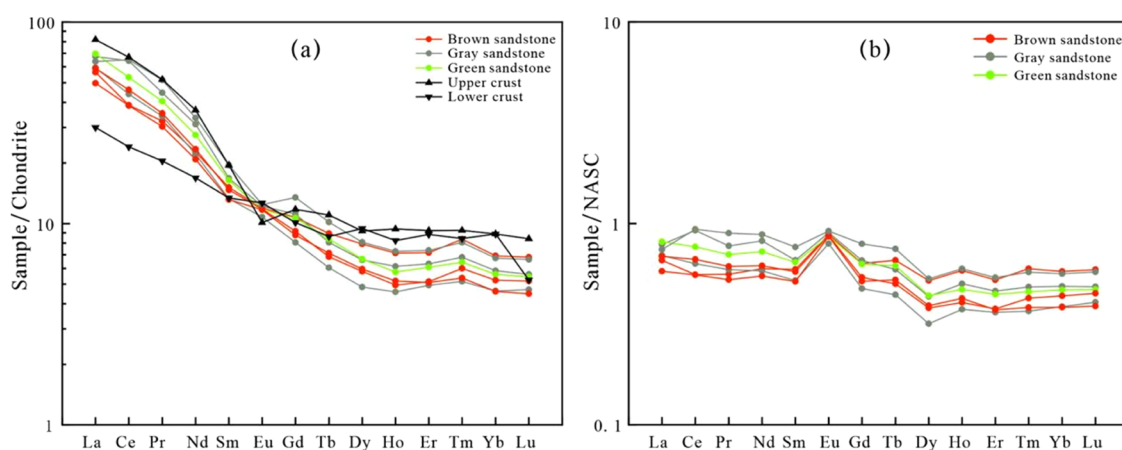 100
10
1
Sample/Chondrite
(a)
Brown sandstone
Gray sandstone
Green sandstone
Upper crust
Lower crust
La Ce Pr Nd Sm Eu Gd Tb Dy Ho Er Tm Yb Lu
10
1
0.1
Sample/NASC
(b)
Brown sandstone
Gray sandstone
Green sandstone
La Ce Pr Nd Sm Eu Gd Tb Dy Ho Er Tm Yb Lu